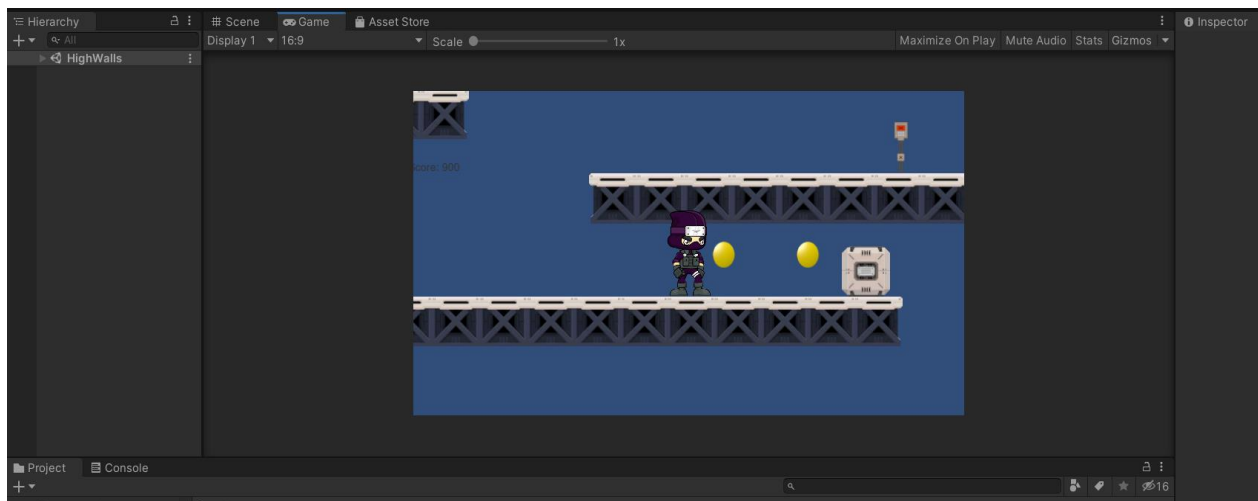 Hierarchy
All
HighWalls
Scene Game Asset Store
Display 1 16:9 Scale 1x Maximize On Play Mute Audio Stats Gizmos
core: 900
Inspector
Project Console
16